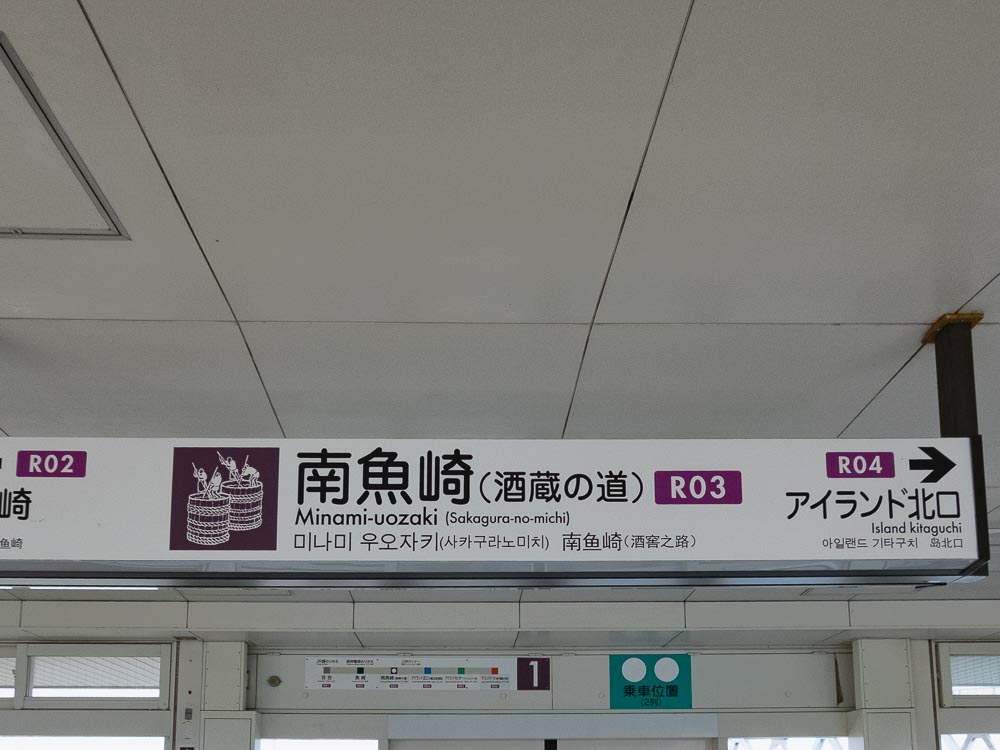 R02
崎
鱼崎
南魚崎(酒蔵の道) R03
Minami-uozaki (Sakagura-no-michi)
미나미 우오자키(사카구라노미치) 南鱼崎(酒窖之路)
R04
アイランド北口
Island kitaguchi
아일랜드 기타구치 岛北口
1
乗車位置
(2列)